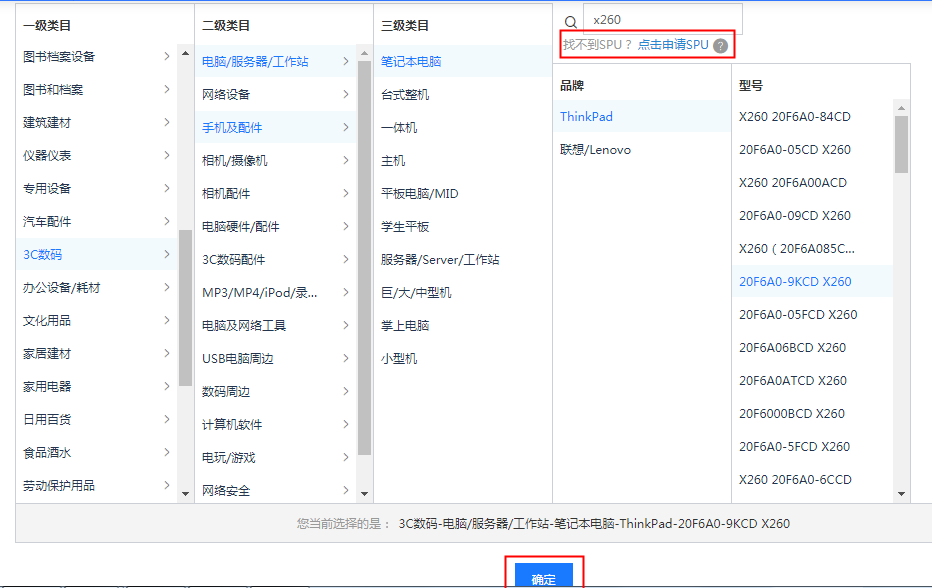 一级类目
图书档案设备
图书和档案
建筑建材
仪器仪表
专用设备
汽车配件
3C数码
办公设备/耗材
文化用品
家居建材
家用电器
日用百货
食品酒水
劳动保护用品
二级类目
电脑/服务器/工作站
网络设备
手机及配件
相机/摄像机
相机配件
电脑硬件/配件
3C数码配件
MP3/MP4/iPod/录...
电脑及网络工具
USB电脑周边
数码周边
计算机软件
电玩/游戏
网络安全
三级类目
笔记本电脑
台式整机
一体机
主机
平板电脑/MID
学生平板
服务器/Server/工作站
巨/大/中型机
掌上电脑
小型机
x260
找不到SPU？ 点击申请SPU ?
品牌
ThinkPad
联想/Lenovo
型号
X260 20F6A0-84CD
20F6A0-05CD X260
X260 20F6A00ACD
20F6A0-09CD X260
X260（20F6A085C...
20F6A0-9KCD X260
20F6A0-05FCD X260
20F6A06BCD X260
20F6A0ATCD X260
20F6000BCD X260
20F6A0-5FCD X260
X260 20F6A0-6CCD
您当前选择的是： 3C数码-电脑/服务器/工作站-笔记本电脑-ThinkPad-20F6A0-9KCD X260
确定